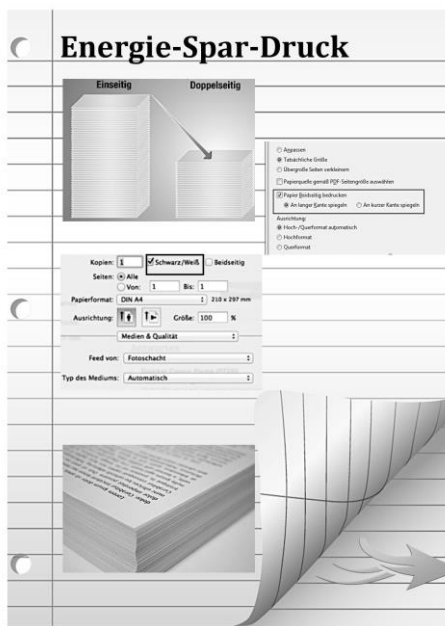 Energie-Spar-Druck
Einseitig Doppelseitig
Anpassen
Tatsächliche Größe
Übergroße Seiten verkleinern
Papierquelle gemäß PDF-Seitengröße auswählen
Papier beidseitig bedrucken
An langer Kante spiegeln An kurzer Kante spiegeln
Ausrichtung:
Hoch-/Querformat automatisch
Hochformat
Querformat
Kopien: 1 Schwarz/Weiß Beidseitig
Seiten: Alle
Von: 1 Bis: 1
Papierformat: DIN A4 210 x 297 mm
Ausrichtung: Größe: 100 %
Medien & Qualität
Feed von: Fotoschacht
Typ des Mediums: Automatisch